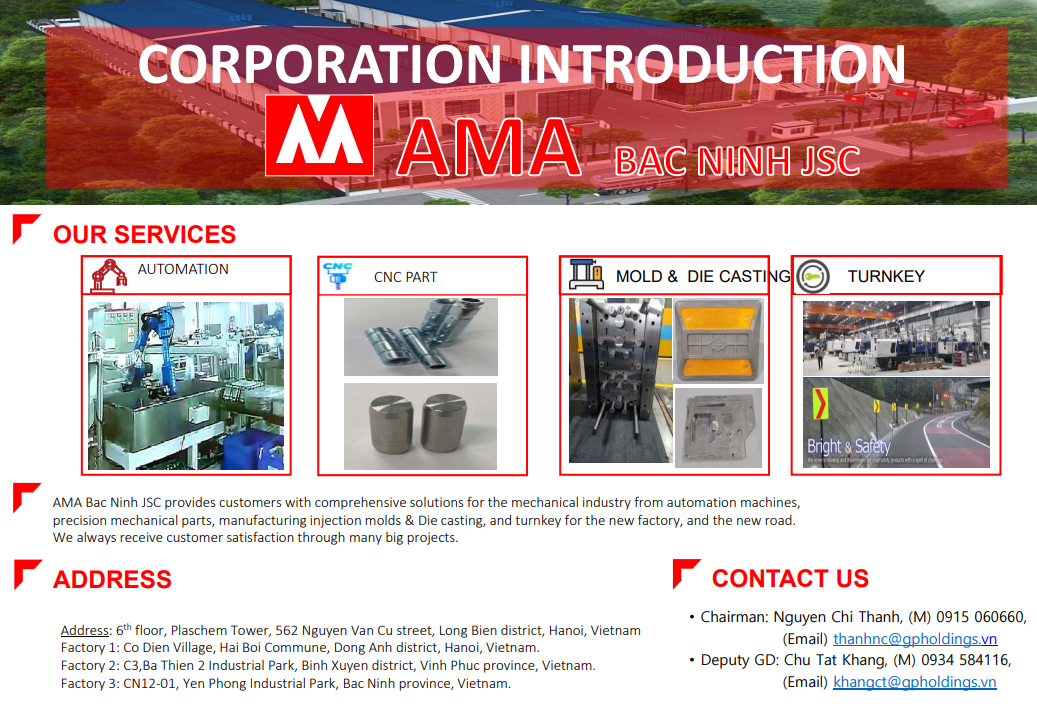 CORPORATION INTRODUCTION
AMA BAC NINH JSC
OUR SERVICES
AUTOMATION
CNC
CNC PART
MOLD & DIE CASTING
TURNKEY
Bright & Safety
AMA Bac Ninh JSC provides customers with comprehensive solutions for the mechanical industry from automation machines,
precision mechanical parts, manufacturing injection molds & Die casting, and turnkey for the new factory, and the new road.
We always receive customer satisfaction through many big projects.
ADDRESS
Address: 6th floor, Plaschem Tower, 562 Nguyen Van Cu street, Long Bien district, Hanoi, Vietnam
Factory 1: Co Dien Village, Hai Boi Commune, Dong Anh district, Hanoi, Vietnam.
Factory 2: C3,Ba Thien 2 Industrial Park, Binh Xuyen district, Vinh Phuc province, Vietnam.
Factory 3: CN12-01, Yen Phong Industrial Park, Bac Ninh province, Vietnam.
CONTACT US
• Chairman: Nguyen Chi Thanh, (M) 0915 060660,
(Email) thanhnc@gpholdings.vn
• Deputy GD: Chu Tat Khang, (M) 0934 584116,
(Email) khangct@gpholdings.vn